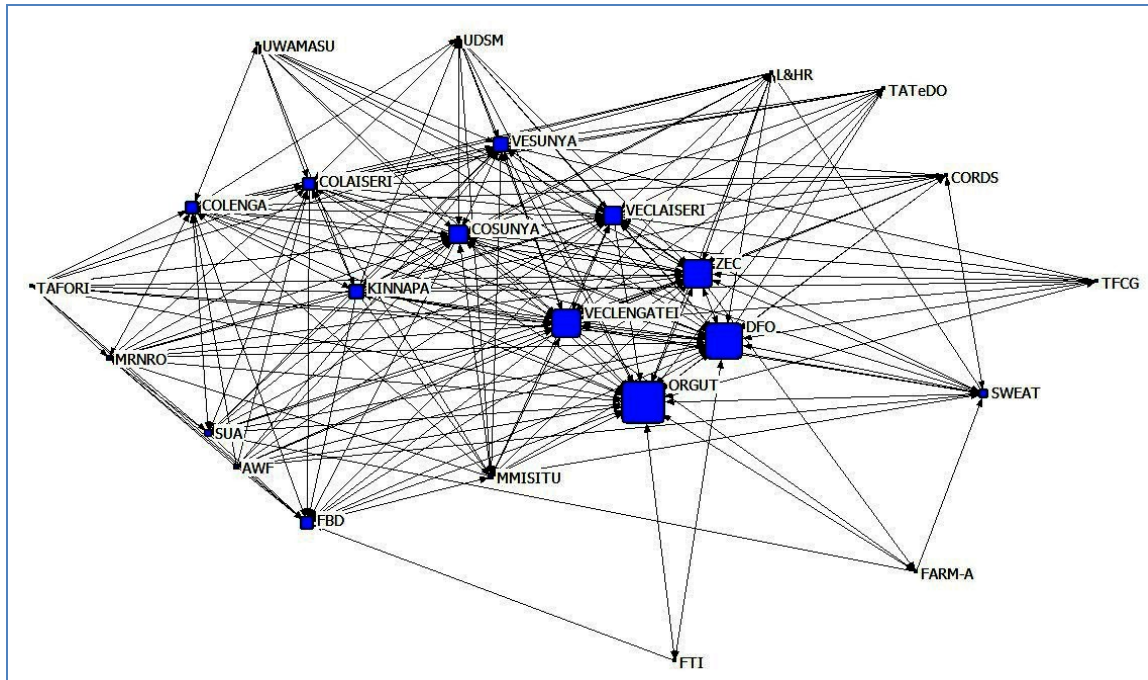 UWAMASU
UDSM
L&HR
TATeDO
VESUNYA
CORDS
COLAISERI
COLENGA
VECLAISERI
COSUNYA
ZEC
TAFORI
KINNAPA
TFCG
VECLENGATEI
DFO
MRNRO
ORGUT
SWEAT
SUA
AWF
MMISITU
FBD
FARM-A
FTI